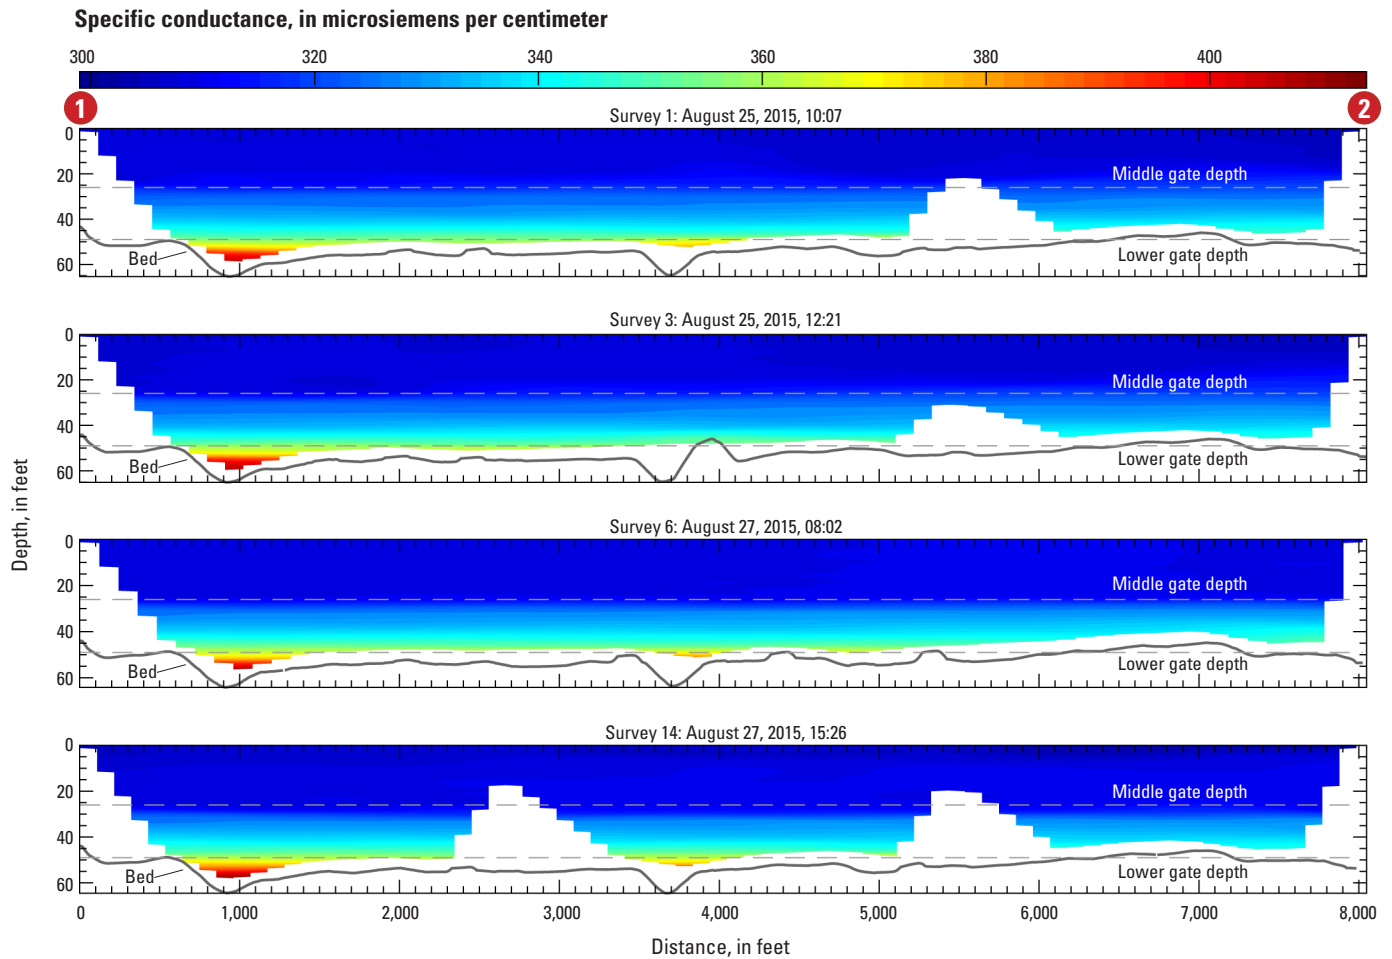 Specific conductance, in microsiemens per centimeter
300 320 340 360 380 400
1 2
Survey 1: August 25, 2015, 10:07
0
20
40
60
Middle gate depth
Lower gate depth
Bed
Survey 3: August 25, 2015, 12:21
0
20
40
60
Middle gate depth
Lower gate depth
Bed
Depth, in feet
Survey 6: August 27, 2015, 08:02
0
20
40
60
Middle gate depth
Lower gate depth
Bed
Survey 14: August 27, 2015, 15:26
0
20
40
60
Middle gate depth
Lower gate depth
Bed
0 1,000 2,000 3,000 4,000 5,000 6,000 7,000 8,000
Distance, in feet